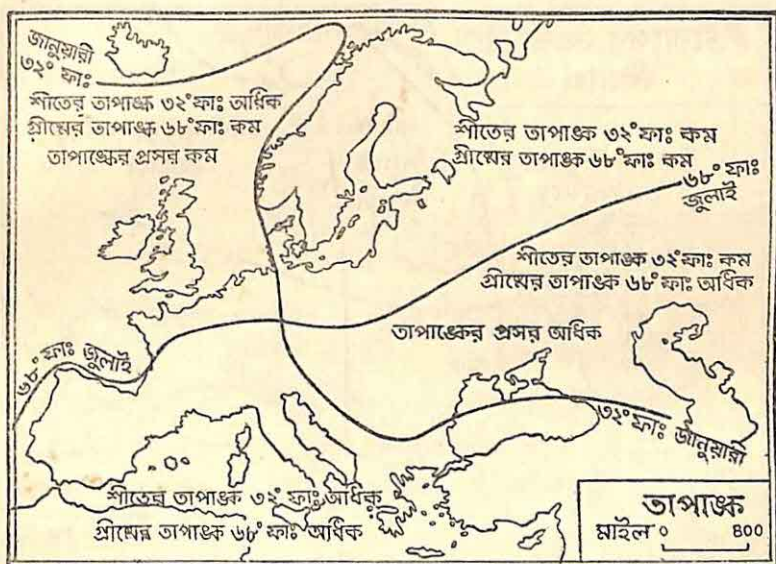 জানুয়ারী
৩২° ফাঃ
শীতের তাপাঙ্ক ৩২° ফাঃ অধিক
গ্রীষ্মের তাপাঙ্ক ৬৮° ফাঃ কম
তাপাঙ্কের প্রসর কম
শীতের তাপাঙ্ক ৩২° ফাঃ কম
গ্রীষ্মের তাপাঙ্ক ৬৮° ফাঃ কম
৬৮° ফাঃ
জুলাই
শীতের তাপাঙ্ক ৩২° ফাঃ কম
গ্রীষ্মের তাপাঙ্ক ৬৮° ফাঃ অধিক
তাপাঙ্কের প্রসর অধিক
৬৮° ফাঃ জুলাই
৩২° ফাঃ জানুয়ারী
শীতের তাপাঙ্ক ৩২° ফাঃ অধিক
গ্রীষ্মের তাপাঙ্ক ৬৮° ফাঃ অধিক
তাপাঙ্ক
মাইল ০ ৪০০